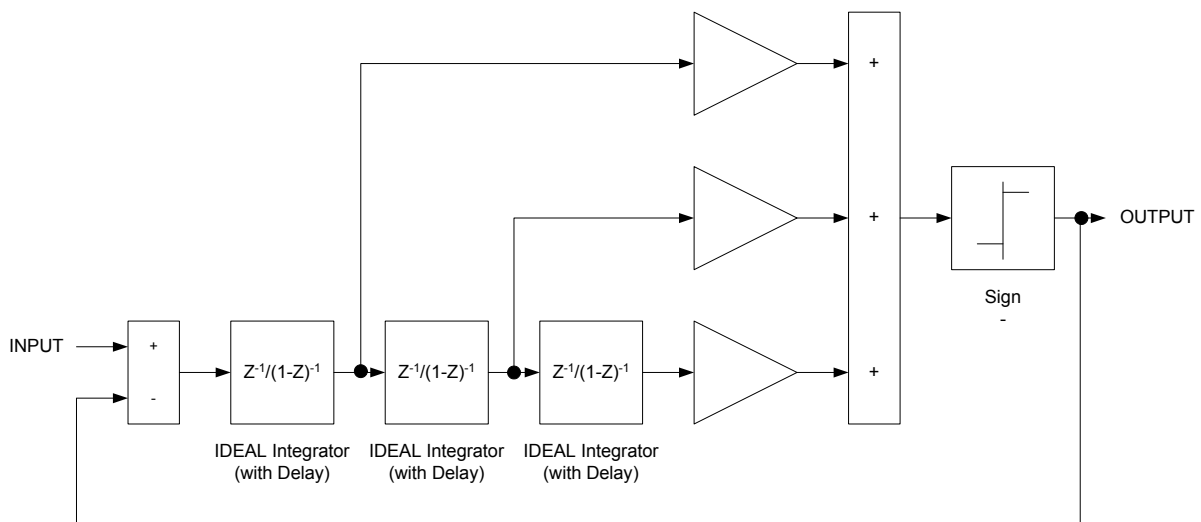 +
+
OUTPUT
Sign
-
INPUT
+
-
Z-1/(1-Z)-1
Z-1/(1-Z)-1
Z-1/(1-Z)-1
+
IDEAL Integrator
(with Delay)
IDEAL Integrator
(with Delay)
IDEAL Integrator
(with Delay)